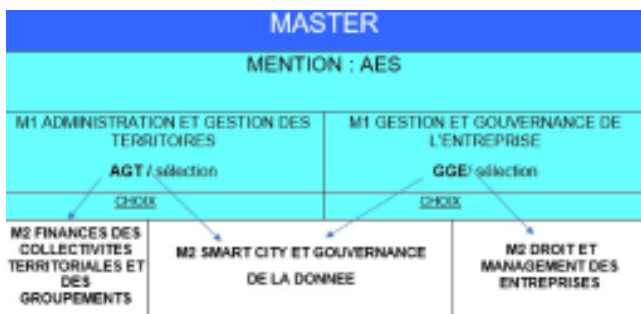 MASTER
MENTION : AES
M1 ADMINISTRATION ET GESTION DES
TERRITOIRES
AGT / sélection
M1 GESTION ET GOUVERNANCE DE
L'ENTREPRISE
GGE/ sélection
CHOIX
CHOIX
M2 FINANCES DES
COLLECTIVITES
TERRITORIALES ET
DES
GROUPEMENTS
M2 SMART CITY ET GOUVERNANCE
DE LA DONNEE
M2 DROIT ET
MANAGEMENT DES
ENTREPRISES